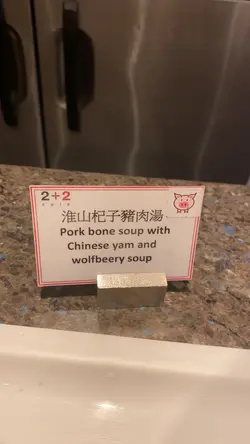 2+2
淮山杞子豬肉湯
Pork bone soup with
Chinese yam and
wolfbeery soup